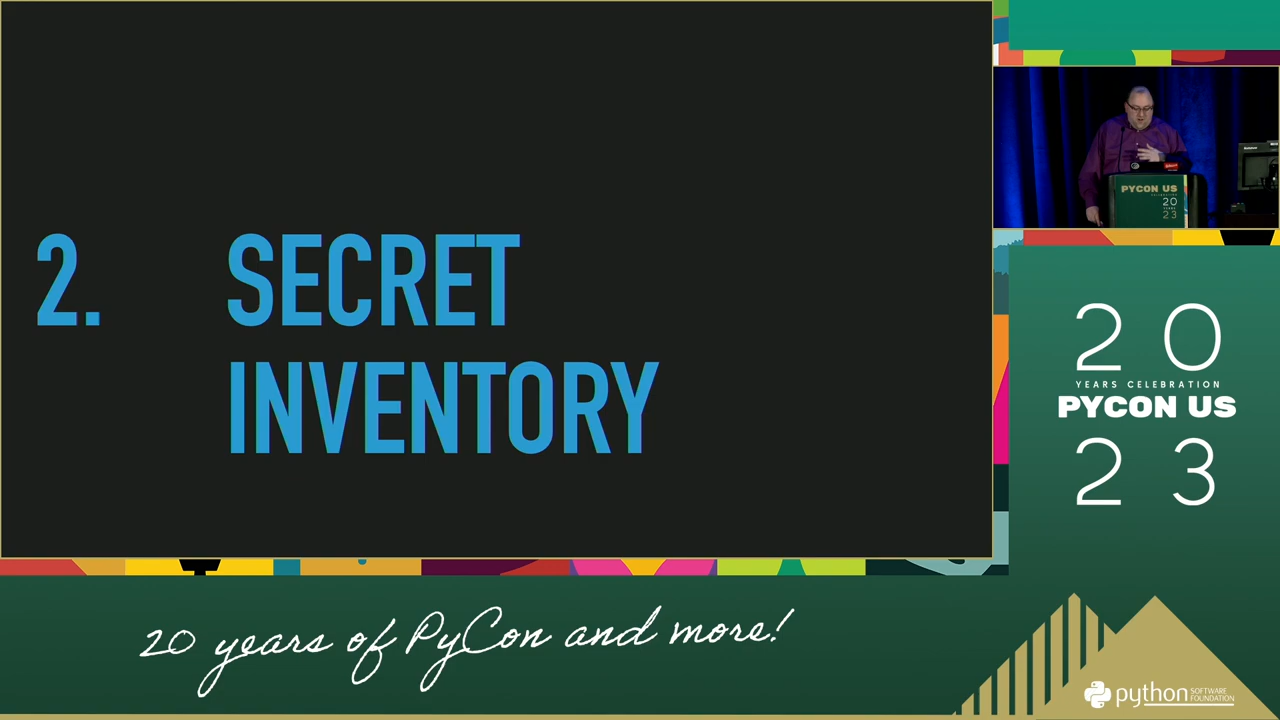 2. SECRET
INVENTORY
PYCON US
20
23
20
YEARS CELEBRATION
PYCON US
23
20 years of PyCon and more!
python SOFTWARE
FOUNDATION